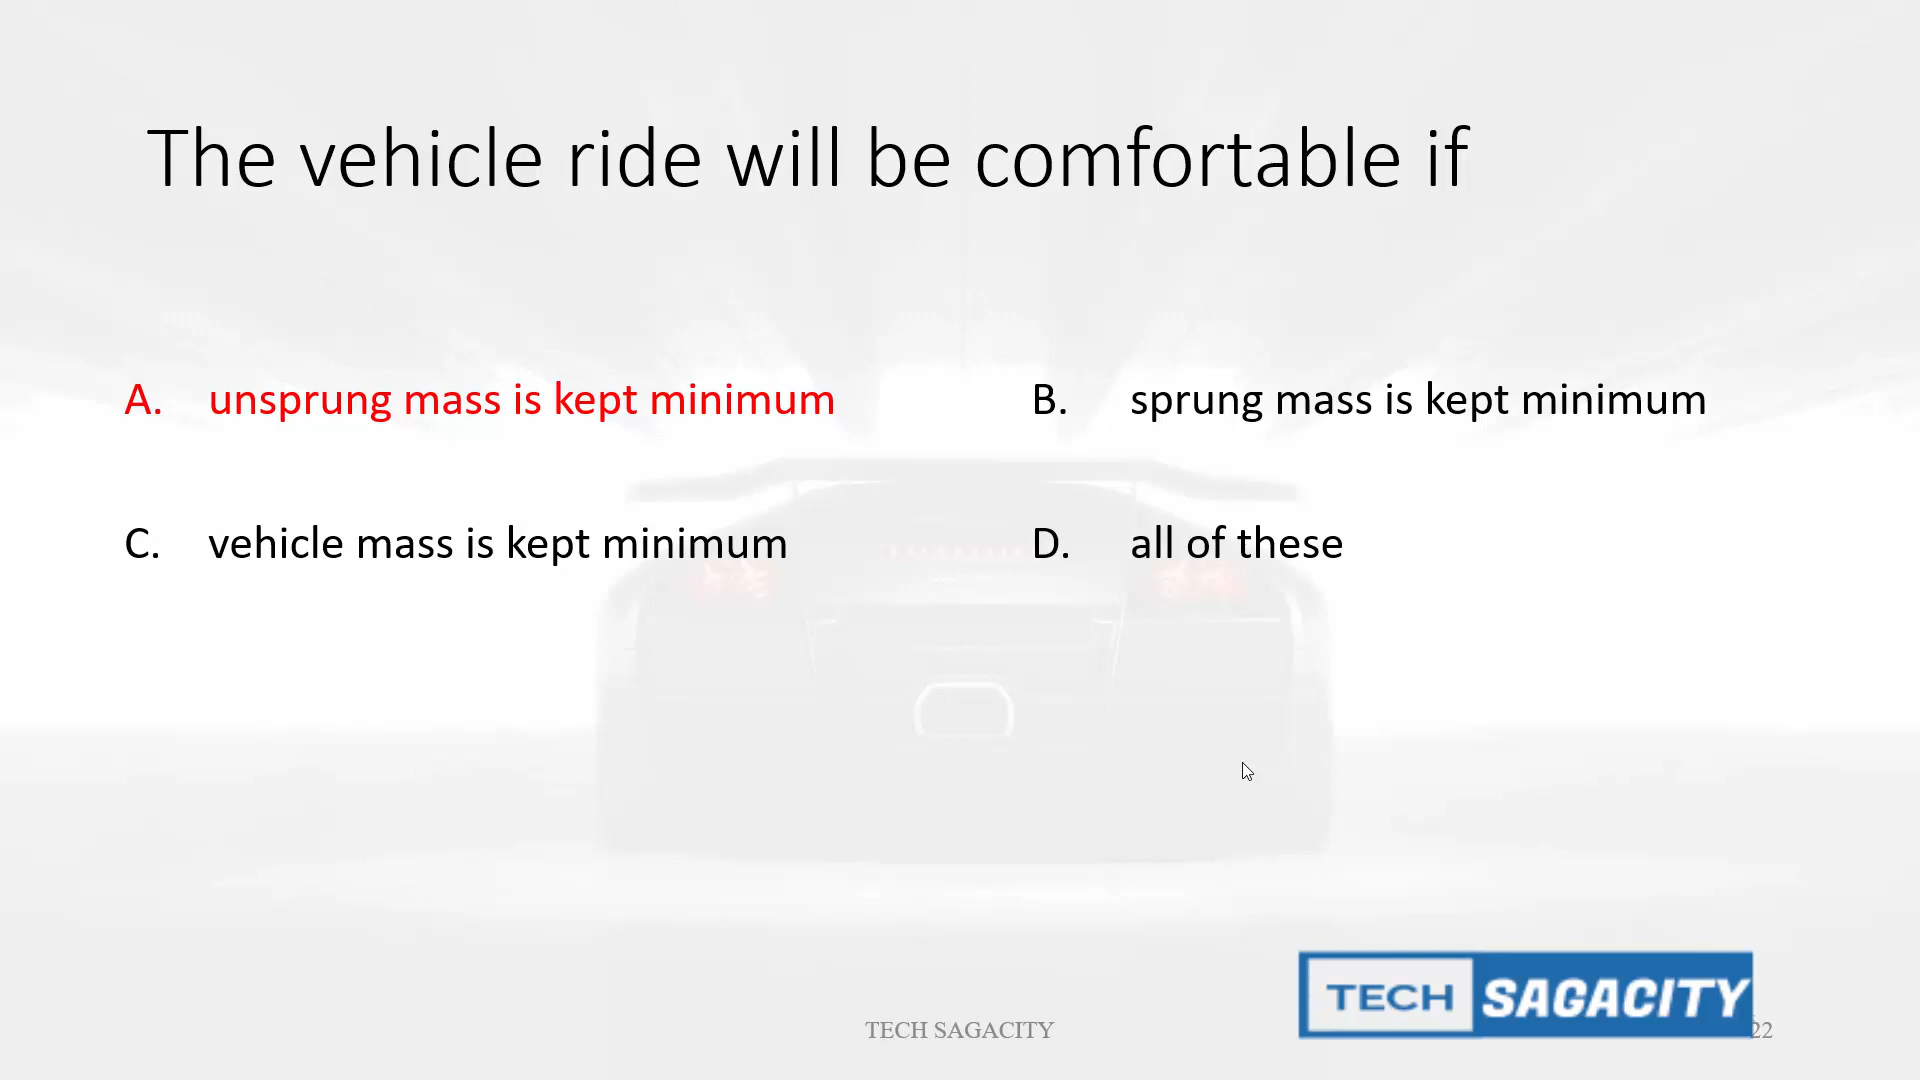 The vehicle ride will be comfortable if
A. unsprung mass is kept minimum
B. sprung mass is kept minimum
C. vehicle mass is kept minimum
D. all of these
TECH SAGACITY
TECH SAGACITY
22